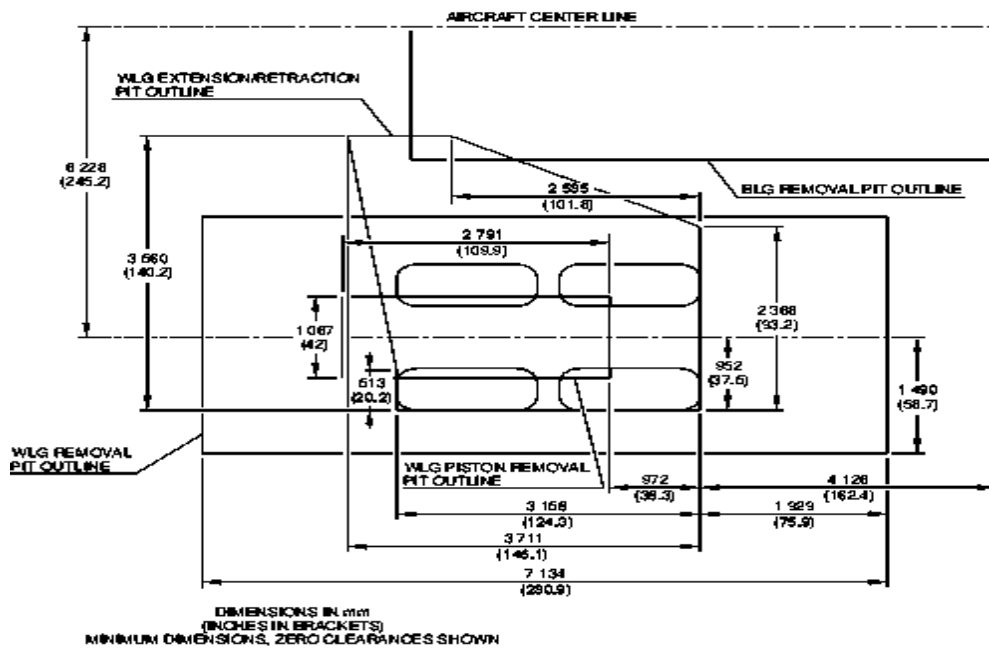 AIRCRAFT CENTER LINE
WLG EXTENSION/RETRACTION
PIT OUTLINE
6 228
(245.2)
2 595
(101.8)
BLG REMOVAL PIT OUTLINE
2 791
(109.9)
3 560
(140.2)
2 368
(93.2)
1 067
(42)
513
(20.2)
952
(37.5)
1 490
(58.7)
WLG REMOVAL
PIT OUTLINE
WLG PISTON REMOVAL
PIT OUTLINE
972
(38.3)
4 126
(162.4)
3 158
(124.3)
1 929
(75.9)
3 711
(146.1)
7 134
(280.9)
DIMENSIONS IN mm
(INCHES IN BRACKETS)
MINIMUM DIMENSIONS, ZERO CLEARANCES SHOWN